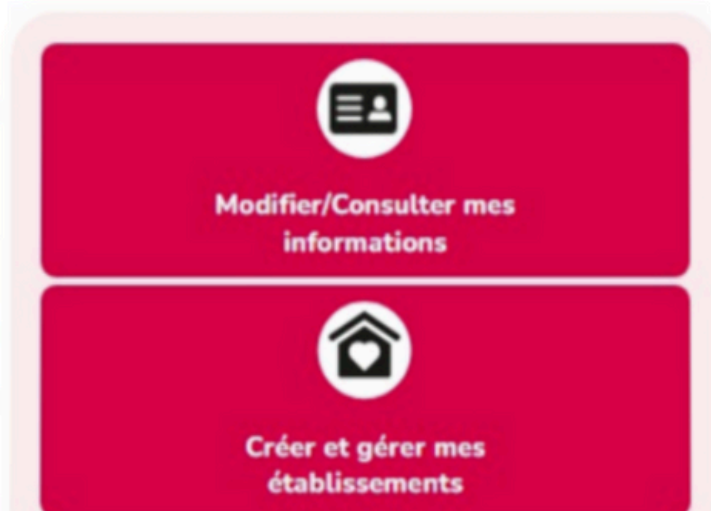 Modifier/Consulter mes
informations
Créer et gérer mes
établissements